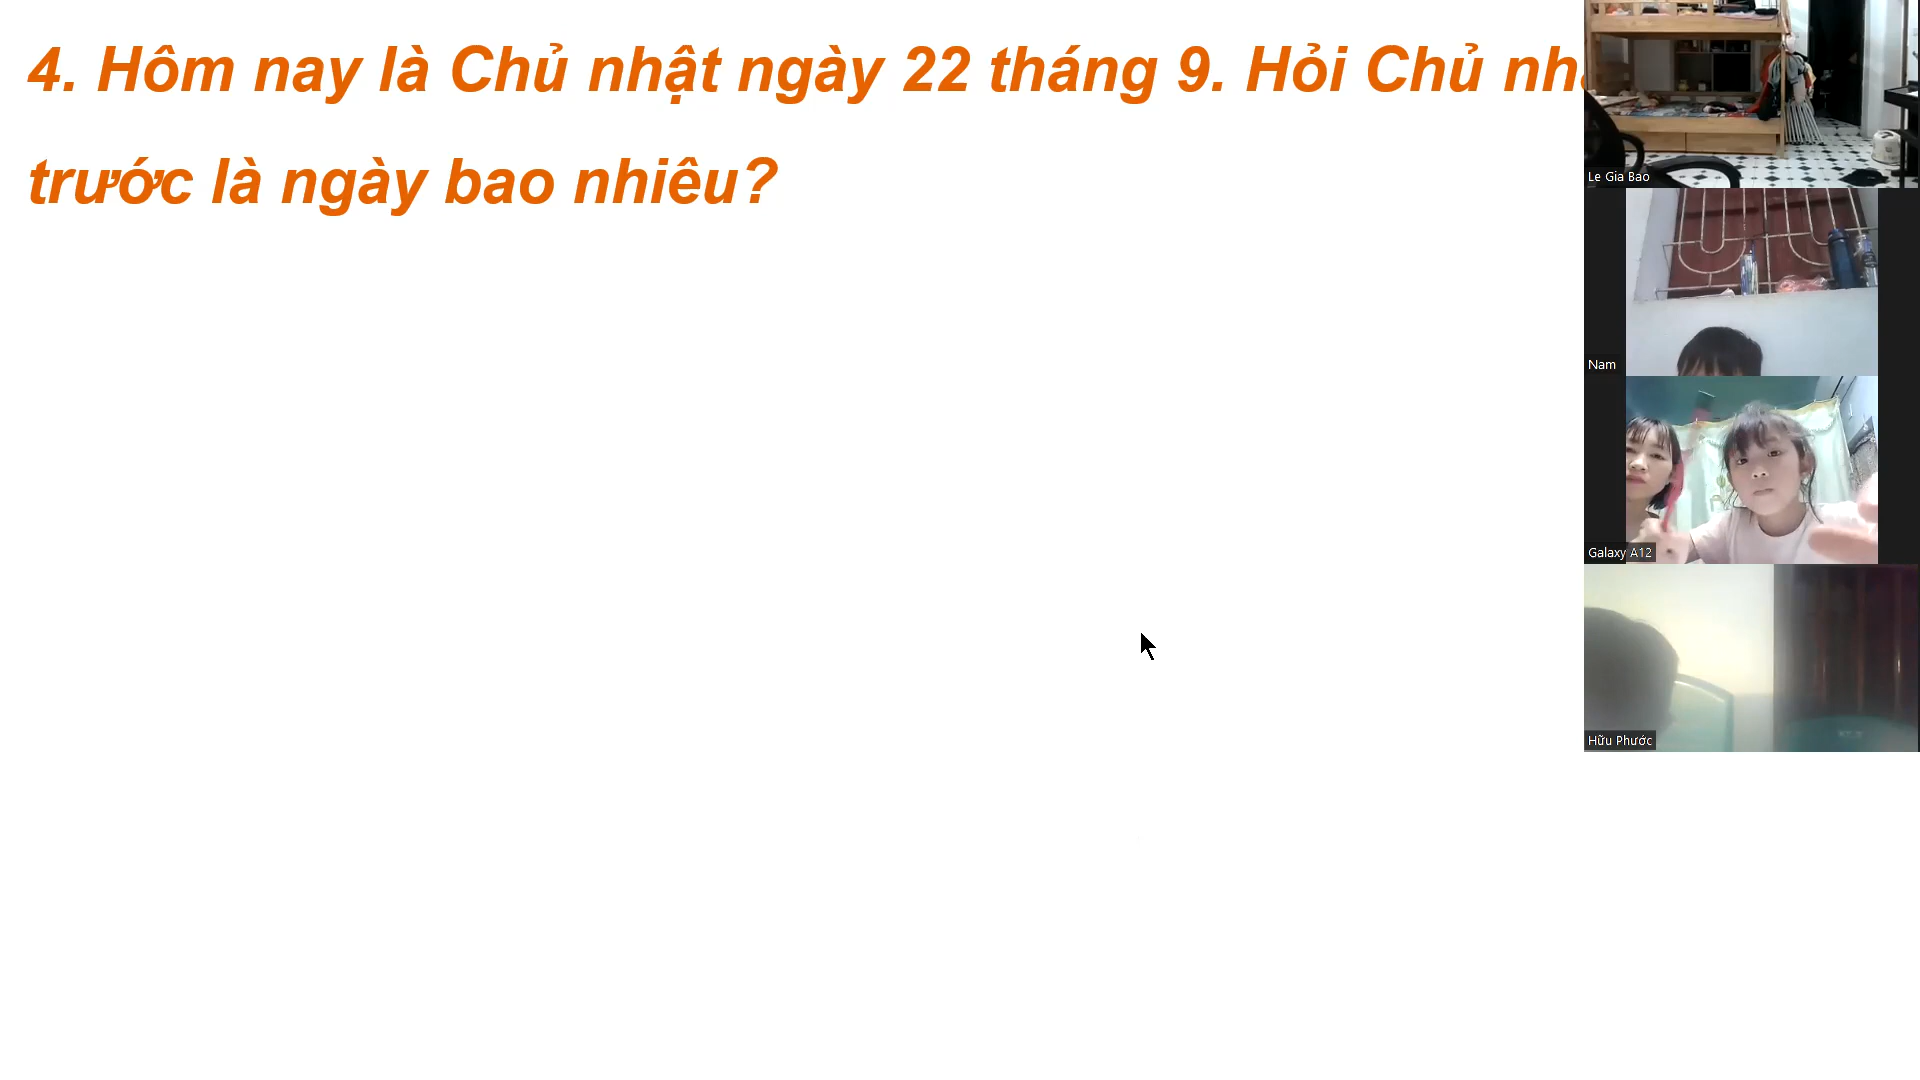 4. Hôm nay là Chủ nhật ngày 22 tháng 9. Hỏi Chủ
trước là ngày bao nhiêu?
Le Gia Bao
Nam
Galaxy A12
Hữu Phước